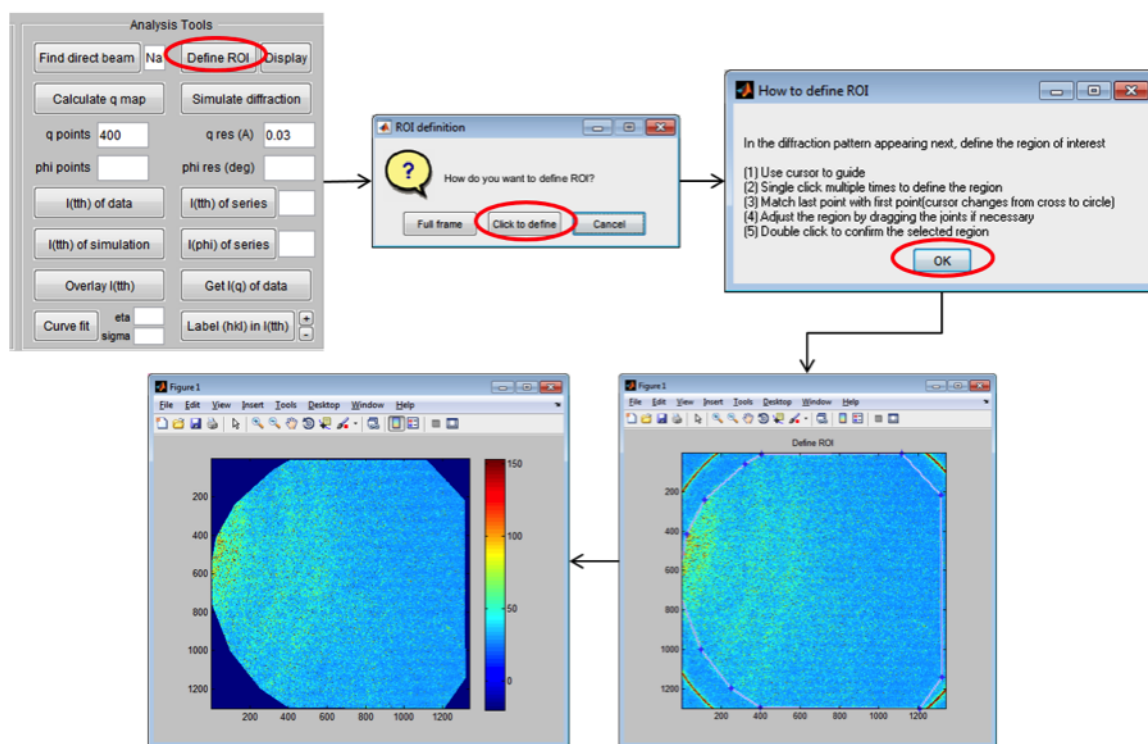 Analysis Tools
Find direct beam Na Define ROI Display
Calculate q map Simulate diffraction
q points 400 q res (A) 0.03
phi points phi res (deg)
I(tth) of data I(tth) of series
I(tth) of simulation I(phi) of series
Overlay I(tth) Get I(q) of data
Curve fit eta sigma Label (hkl) in I(tth) + -
ROI definition
?
How do you want to define ROI?
Full frame Click to define Cancel
How to define ROI
In the diffraction pattern appearing next, define the region of interest
(1) Use cursor to guide
(2) Single click multiple times to define the region
(3) Match last point with first point(cursor changes from cross to circle)
(4) Adjust the region by dragging the joints if necessary
(5) Double click to confirm the selected region
OK
Figure 1
File Edit View Insert Tools Desktop Window Help
200
400
600
800
1000
1200
200 400 600 800 1000 1200
150
100
50
0
Figure 1
File Edit View Insert Tools Desktop Window Help
Define ROI
200
400
600
800
1000
1200
200 400 600 800 1000 1200